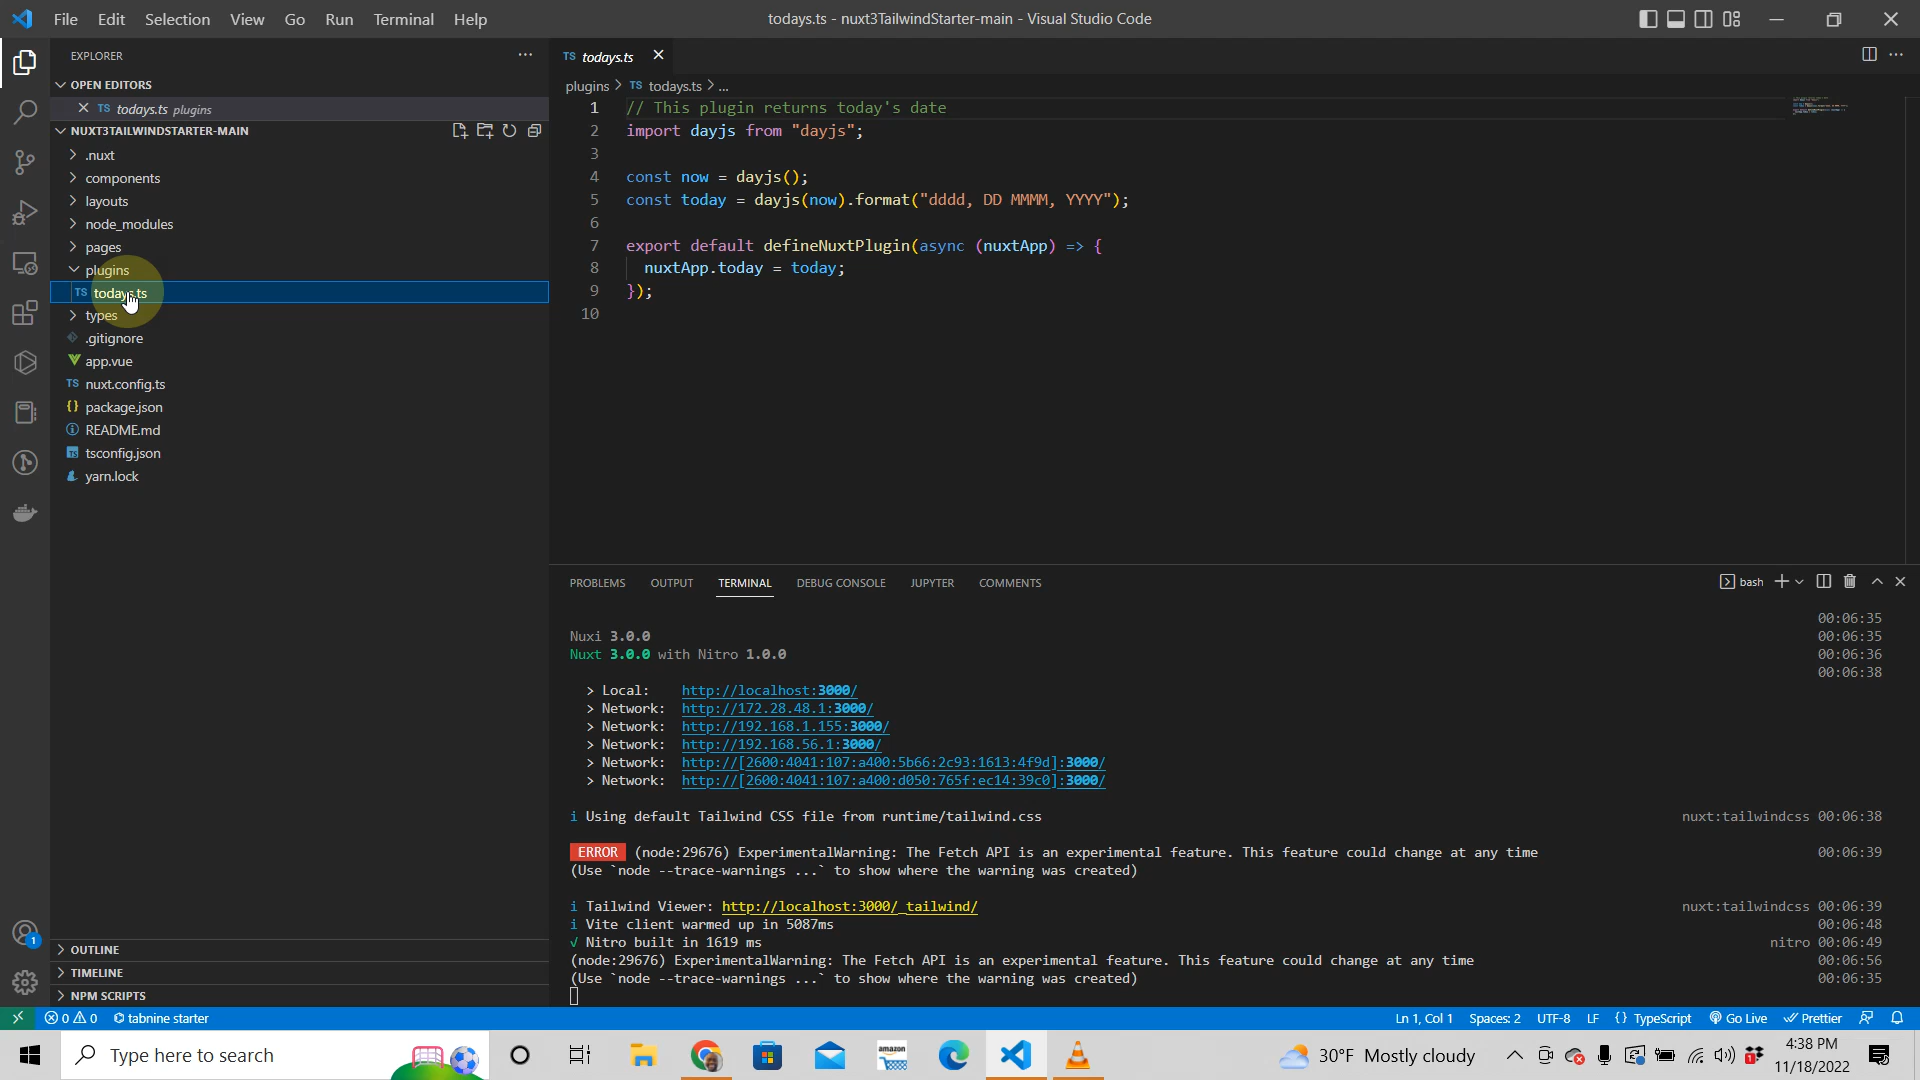 File Edit Selection View Go Run Terminal Help
todays.ts - nuxt3TailwindStarter-main - Visual Studio Code
EXPLORER
OPEN EDITORS
TS todays.ts plugins
NUXT3TAILWINDSTARTER-MAIN
.nuxt
components
layouts
node_modules
pages
plugins
TS todays.ts
types
.gitignore
app.vue
TS nuxt.config.ts
{} package.json
README.md
tsconfig.json
yarn.lock
OUTLINE
TIMELINE
NPM SCRIPTS
TS todays.ts
plugins > TS todays.ts > ...
1 // This plugin returns today's date
2 import dayjs from "dayjs";
3
4 const now = dayjs();
5 const today = dayjs(now).format("dddd, DD MMMM, YYYY");
6
7 export default defineNuxtPlugin(async (nuxtApp) => {
8 nuxtApp.today = today;
9 });
10
PROBLEMS OUTPUT TERMINAL DEBUG CONSOLE JUPYTER COMMENTS
bash
00:06:35
Nuxi 3.0.0 00:06:35
Nuxt 3.0.0 with Nitro 1.0.0 00:06:36
00:06:38
> Local: http://localhost:3000/
> Network: http://172.28.48.1:3000/
> Network: http://192.168.1.155:3000/
> Network: http://192.168.56.1:3000/
> Network: http://[2600:4041:107:a400:5b66:2c93:1613:4f9d]:3000/
> Network: http://[2600:4041:107:a400:d050:765f:ec14:39c0]:3000/
i Using default Tailwind CSS file from runtime/tailwind.css nuxt:tailwindcss 00:06:38
ERROR (node:29676) ExperimentalWarning: The Fetch API is an experimental feature. This feature could change at any time 00:06:39
(Use `node --trace-warnings ...` to show where the warning was created)
i Tailwind Viewer: http://localhost:3000/_tailwind/ nuxt:tailwindcss 00:06:39
i Vite client warmed up in 5087ms 00:06:48
√ Nitro built in 1619 ms nitro 00:06:49
(node:29676) ExperimentalWarning: The Fetch API is an experimental feature. This feature could change at any time 00:06:56
(Use `node --trace-warnings ...` to show where the warning was created) 00:06:35
1
0 0 tabnine starter
Ln 1, Col 1 Spaces: 2 UTF-8 LF {} TypeScript Go Live Prettier
Type here to search
amazon
30°F Mostly cloudy
4:38 PM
11/18/2022